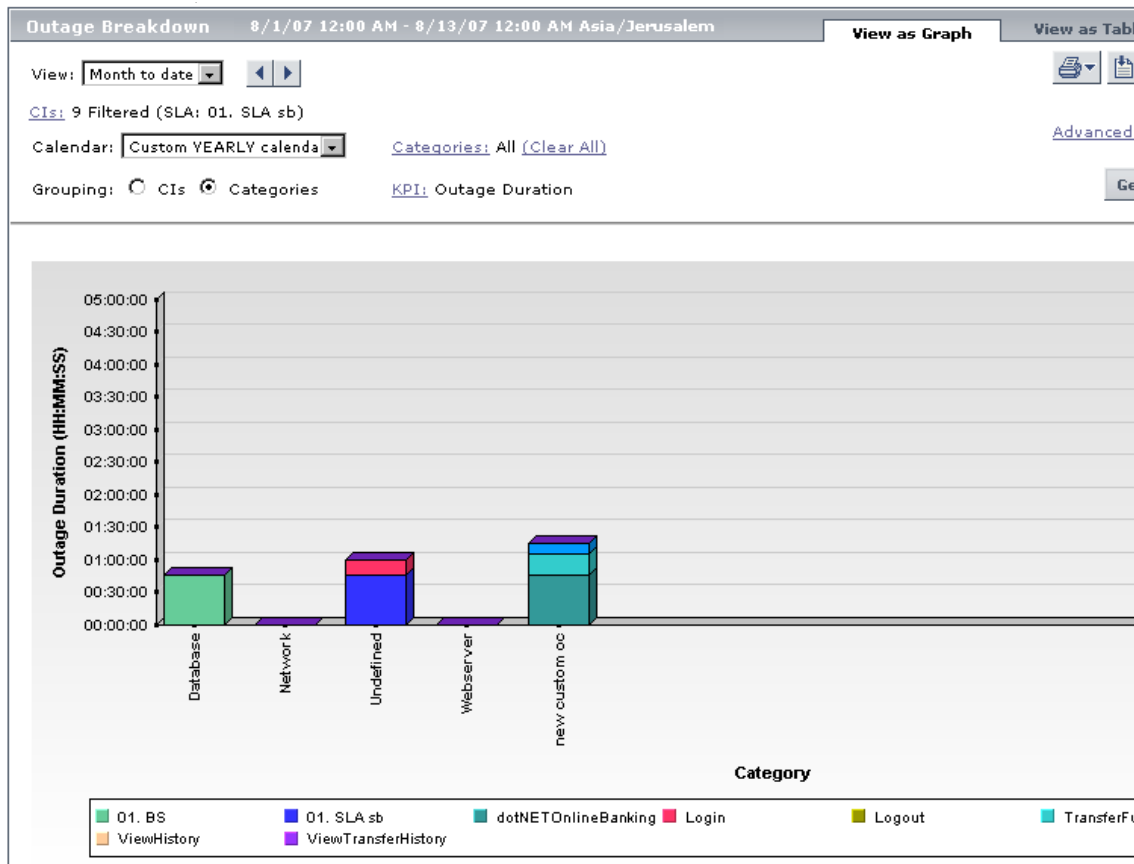 Outage Breakdown 8/1/07 12:00 AM - 8/13/07 12:00 AM Asia/Jerusalem View as Graph View as Tabl
View: Month to date
CIs: 9 Filtered (SLA: 01. SLA sb)
Advanced
Calendar: Custom YEARLY calenda Categories: All (Clear All)
Grouping: CIs Categories KPI: Outage Duration Ge
Outage Duration (HH:MM:SS)
05:00:00
04:30:00
04:00:00
03:30:00
03:00:00
02:30:00
02:00:00
01:30:00
01:00:00
00:30:00
00:00:00
Database
Network
Undefined
Webserver
new custom oc
Category
01. BS 01. SLA sb dotNETOnlineBanking Login Logout TransferFu
ViewHistory ViewTransferHistory